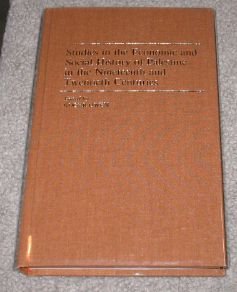 Studies in the Economic and
Social History of Palestine
in the Nineteenth and
Twentieth Centuries